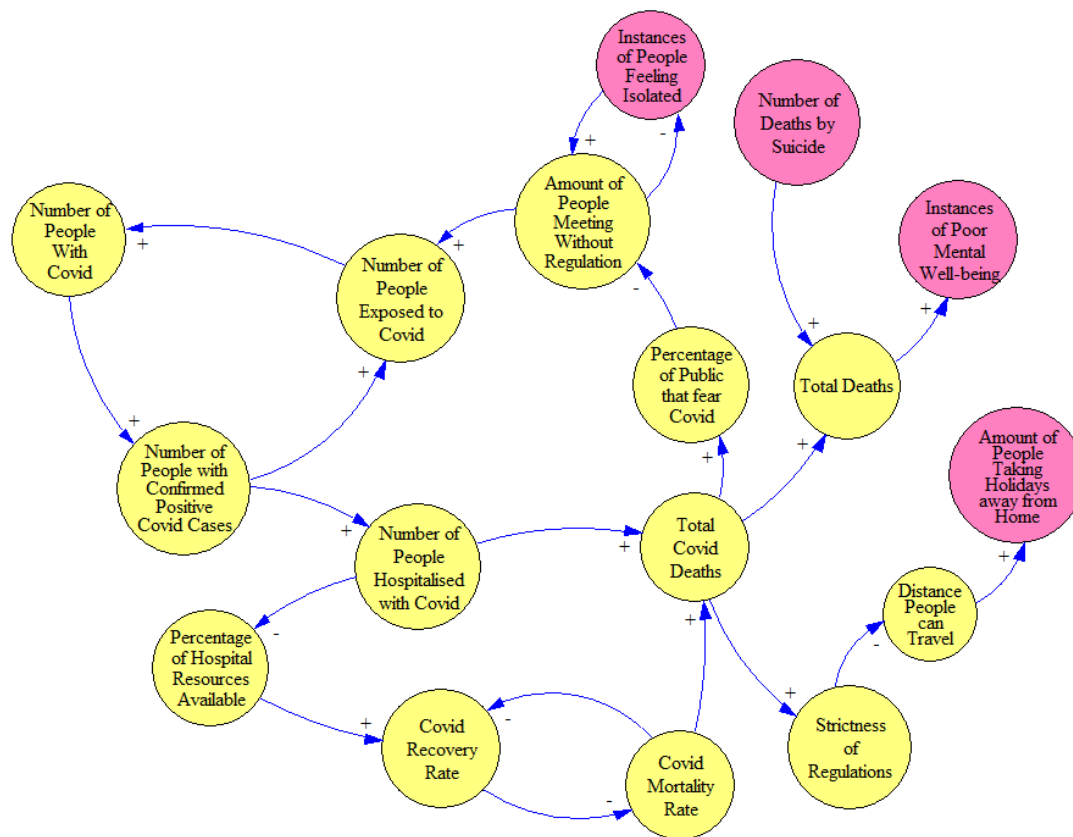 Instances
of People
Feeling
Isolated
Number of
Deaths by
Suicide
+
-
Amount of
People
Meeting
Without
Regulation
Number of
People
With
Covid
Instances
of Poor
Mental
Well-being
+
+
Number of
People
Exposed to
Covid
-
+
+
Percentage
of Public
that fear
Covid
Total Deaths
+
+
Number of
People with
Confirmed
Positive
Covid Cases
+
+
Amount of
People
Taking
Holidays
away from
Home
+
Number of
People
Hospitalised
with Covid
+
Total
Covid
Deaths
+
Distance
People
can
Travel
-
+
-
Percentage
of Hospital
Resources
Available
+
Covid
Recovery
Rate
-
-
Covid
Mortality
Rate
+
Strictness
of
Regulations